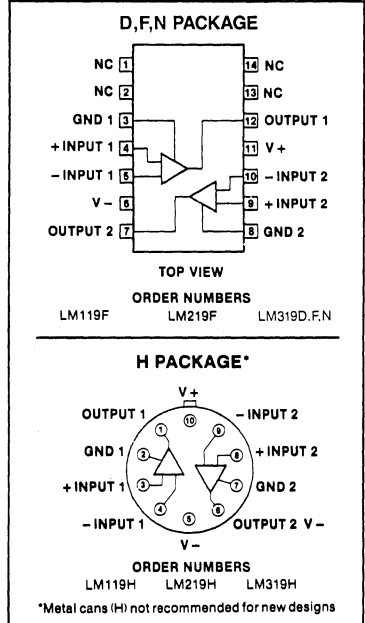 D,F,N PACKAGE
NC 1 14 NC
NC 2 13 NC
GND 1 3 12 OUTPUT 1
+ INPUT 1 4 11 V +
− INPUT 1 5 10 − INPUT 2
V − 6 9 + INPUT 2
OUTPUT 2 7 8 GND 2
TOP VIEW
ORDER NUMBERS
LM119F LM219F LM319D.F,N
H PACKAGE*
V +
OUTPUT 1 1 10 9 − INPUT 2
GND 1 2 8 + INPUT 2
+ INPUT 1 3 7 GND 2
− INPUT 1 4 5 6 OUTPUT 2 V −
V −
ORDER NUMBERS
LM119H LM219H LM319H
*Metal cans (H) not recommended for new designs